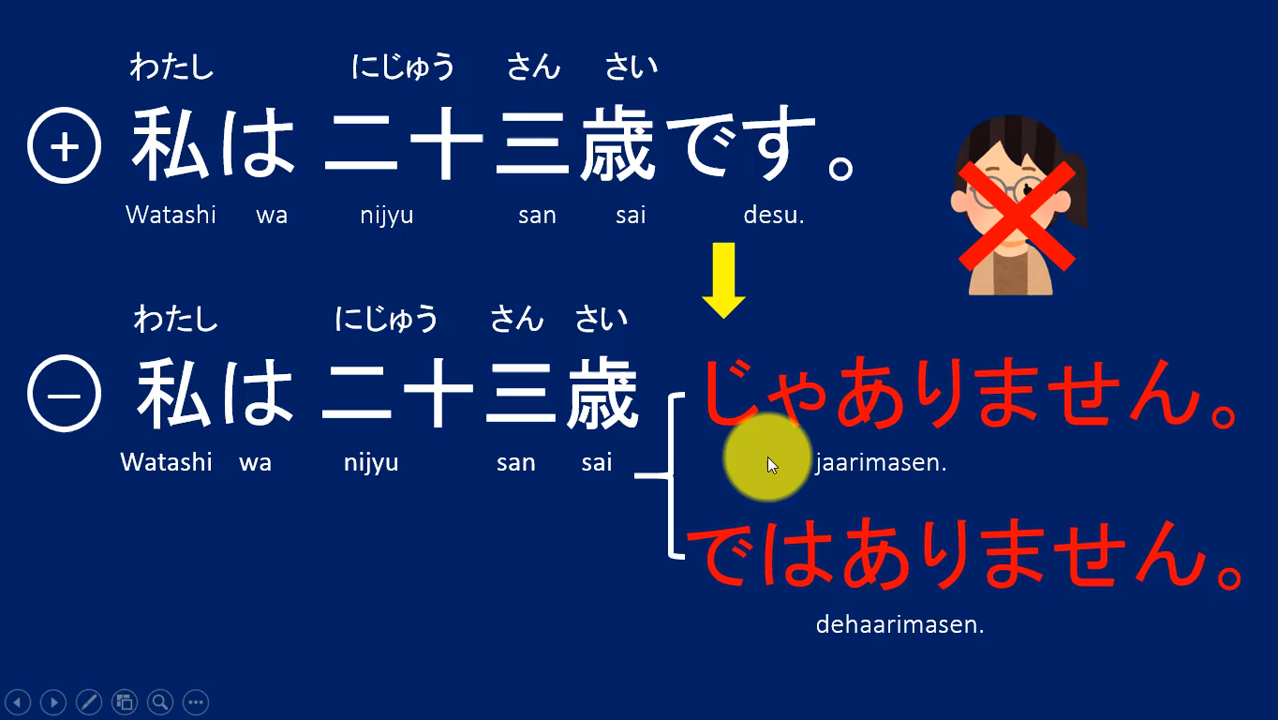 わたし にじゅう さん さい
+ 私は 二十三歳です。
Watashi wa nijyu san sai desu.
わたし にじゅう さん さい
− 私は 二十三歳 じゃありません。
Watashi wa nijyu san sai jaarimasen.
ではありません。
dehaarimasen.